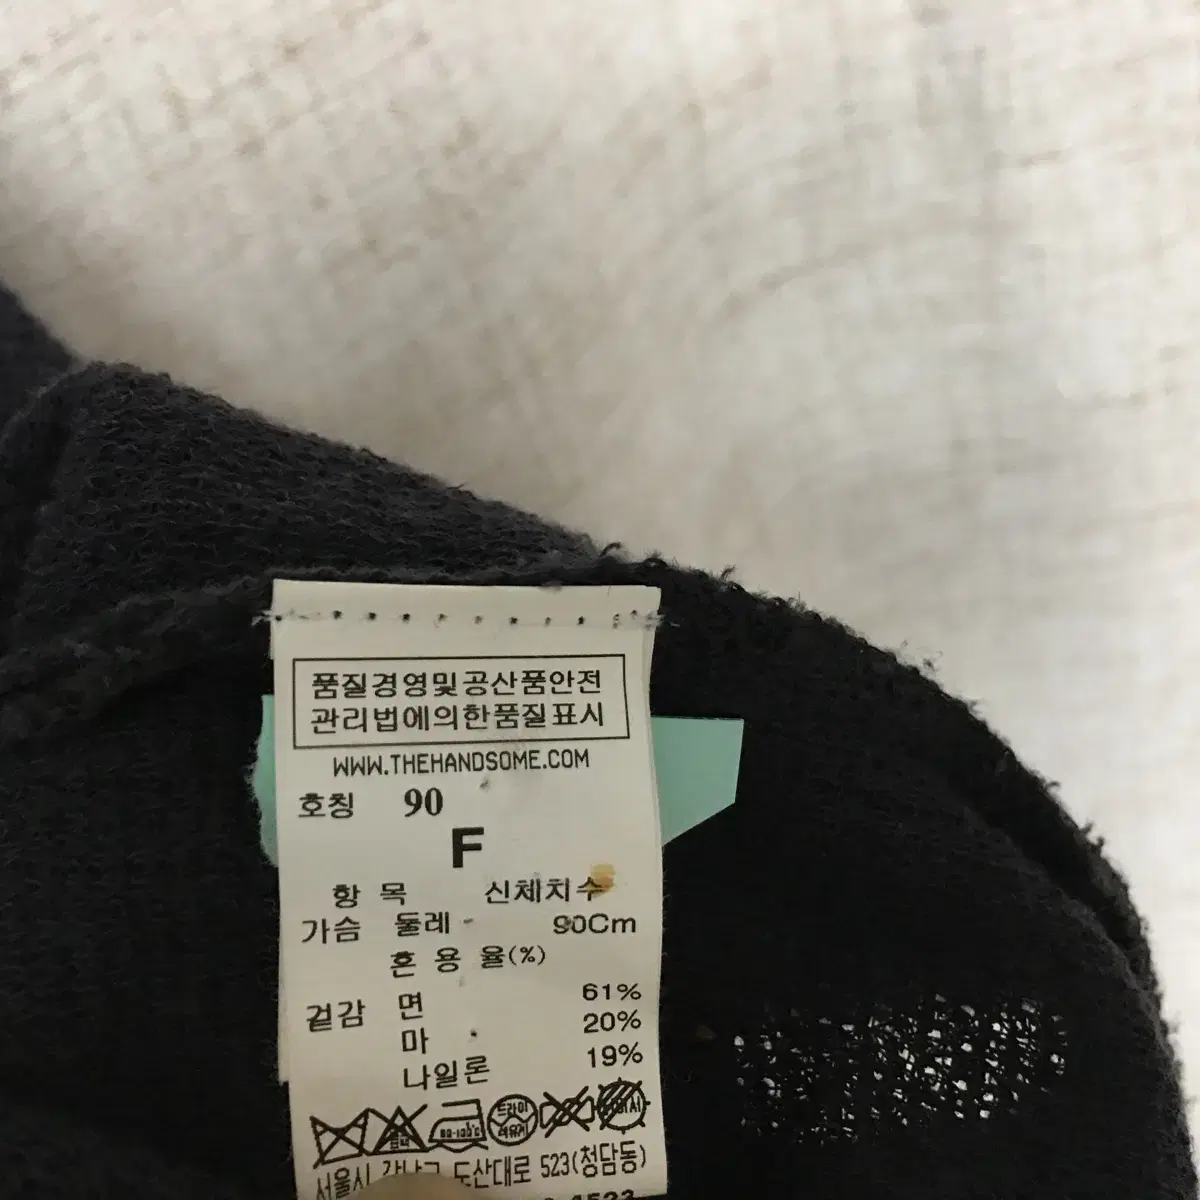 품질경영및공산품안전
관리법에의한품질표시
WWW.THEHANDSOME.COM
호칭 90
F
항 목 신체치수
가슴 둘레 90Cm
혼 용 율(%)
겉감 면 61%
마 20%
나일론 19%
드라이
서울시 강남구 도산대로 523(청담동)